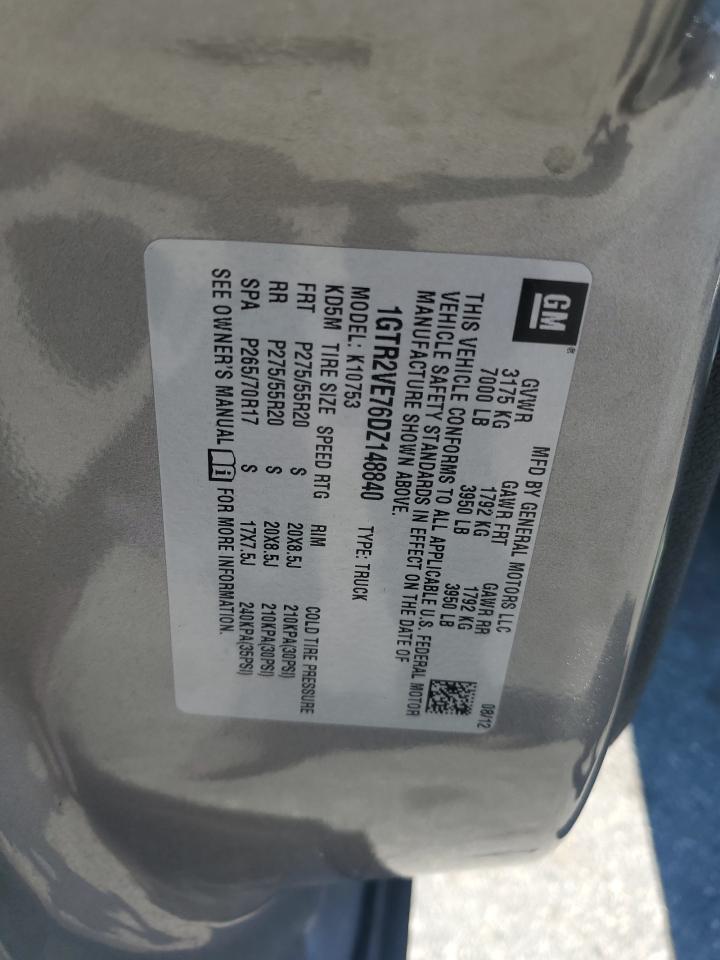 GM®
MFD BY GENERAL MOTORS LLC 08/12
GVWR GAWR FRT GAWR RR
3175 KG 1792 KG 1792 KG
7000 LB 3950 LB 3950 LB
THIS VEHICLE CONFORMS TO ALL APPLICABLE U.S. FEDERAL MOTOR
VEHICLE SAFETY STANDARDS IN EFFECT ON THE DATE OF
MANUFACTURE SHOWN ABOVE.
1GTR2VE76DZ148840
MODEL: K10753 TYPE: TRUCK
KD5M TIRE SIZE SPEED RTG RIM COLD TIRE PRESSURE
FRT P275/55R20 S 20X8.5J 210KPA(30PSI)
RR P275/55R20 S 20X8.5J 210KPA(30PSI)
SPA P265/70R17 S 17X7.5J 240KPA(35PSI)
SEE OWNER'S MANUAL i FOR MORE INFORMATION.